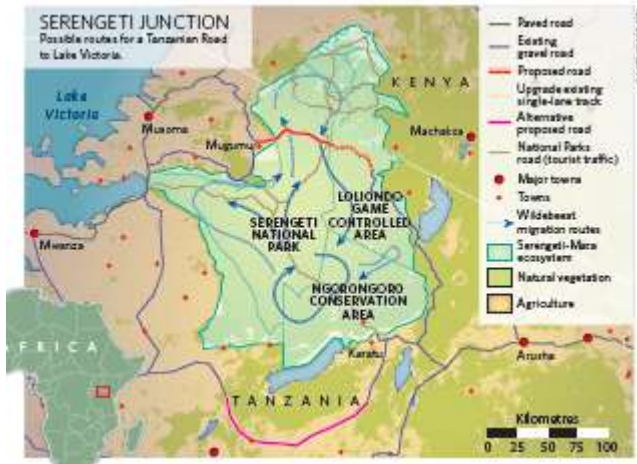 SERENGETI JUNCTION
Possible routes for a Tanzanian Road
to Lake Victoria.
Lake
Victoria
Musoma
Mugumu
Mwanza
KENYA
Machakos
LOLIONDO
GAME
CONTROLLED
AREA
SERENGETI
NATIONAL
PARK
NGORONGORO
CONSERVATION
AREA
Karatu
Arusha
TANZANIA
AFRICA
Paved road
Existing
gravel road
Proposed road
Upgrade existing
single-lane track
Alternative
proposed road
National Parks
road (tourist traffic)
Major towns
Towns
Wildebeest
migration routes
Serengeti-Mara
ecosystem
Natural vegetation
Agriculture
Kilometres
0 25 50 75 100